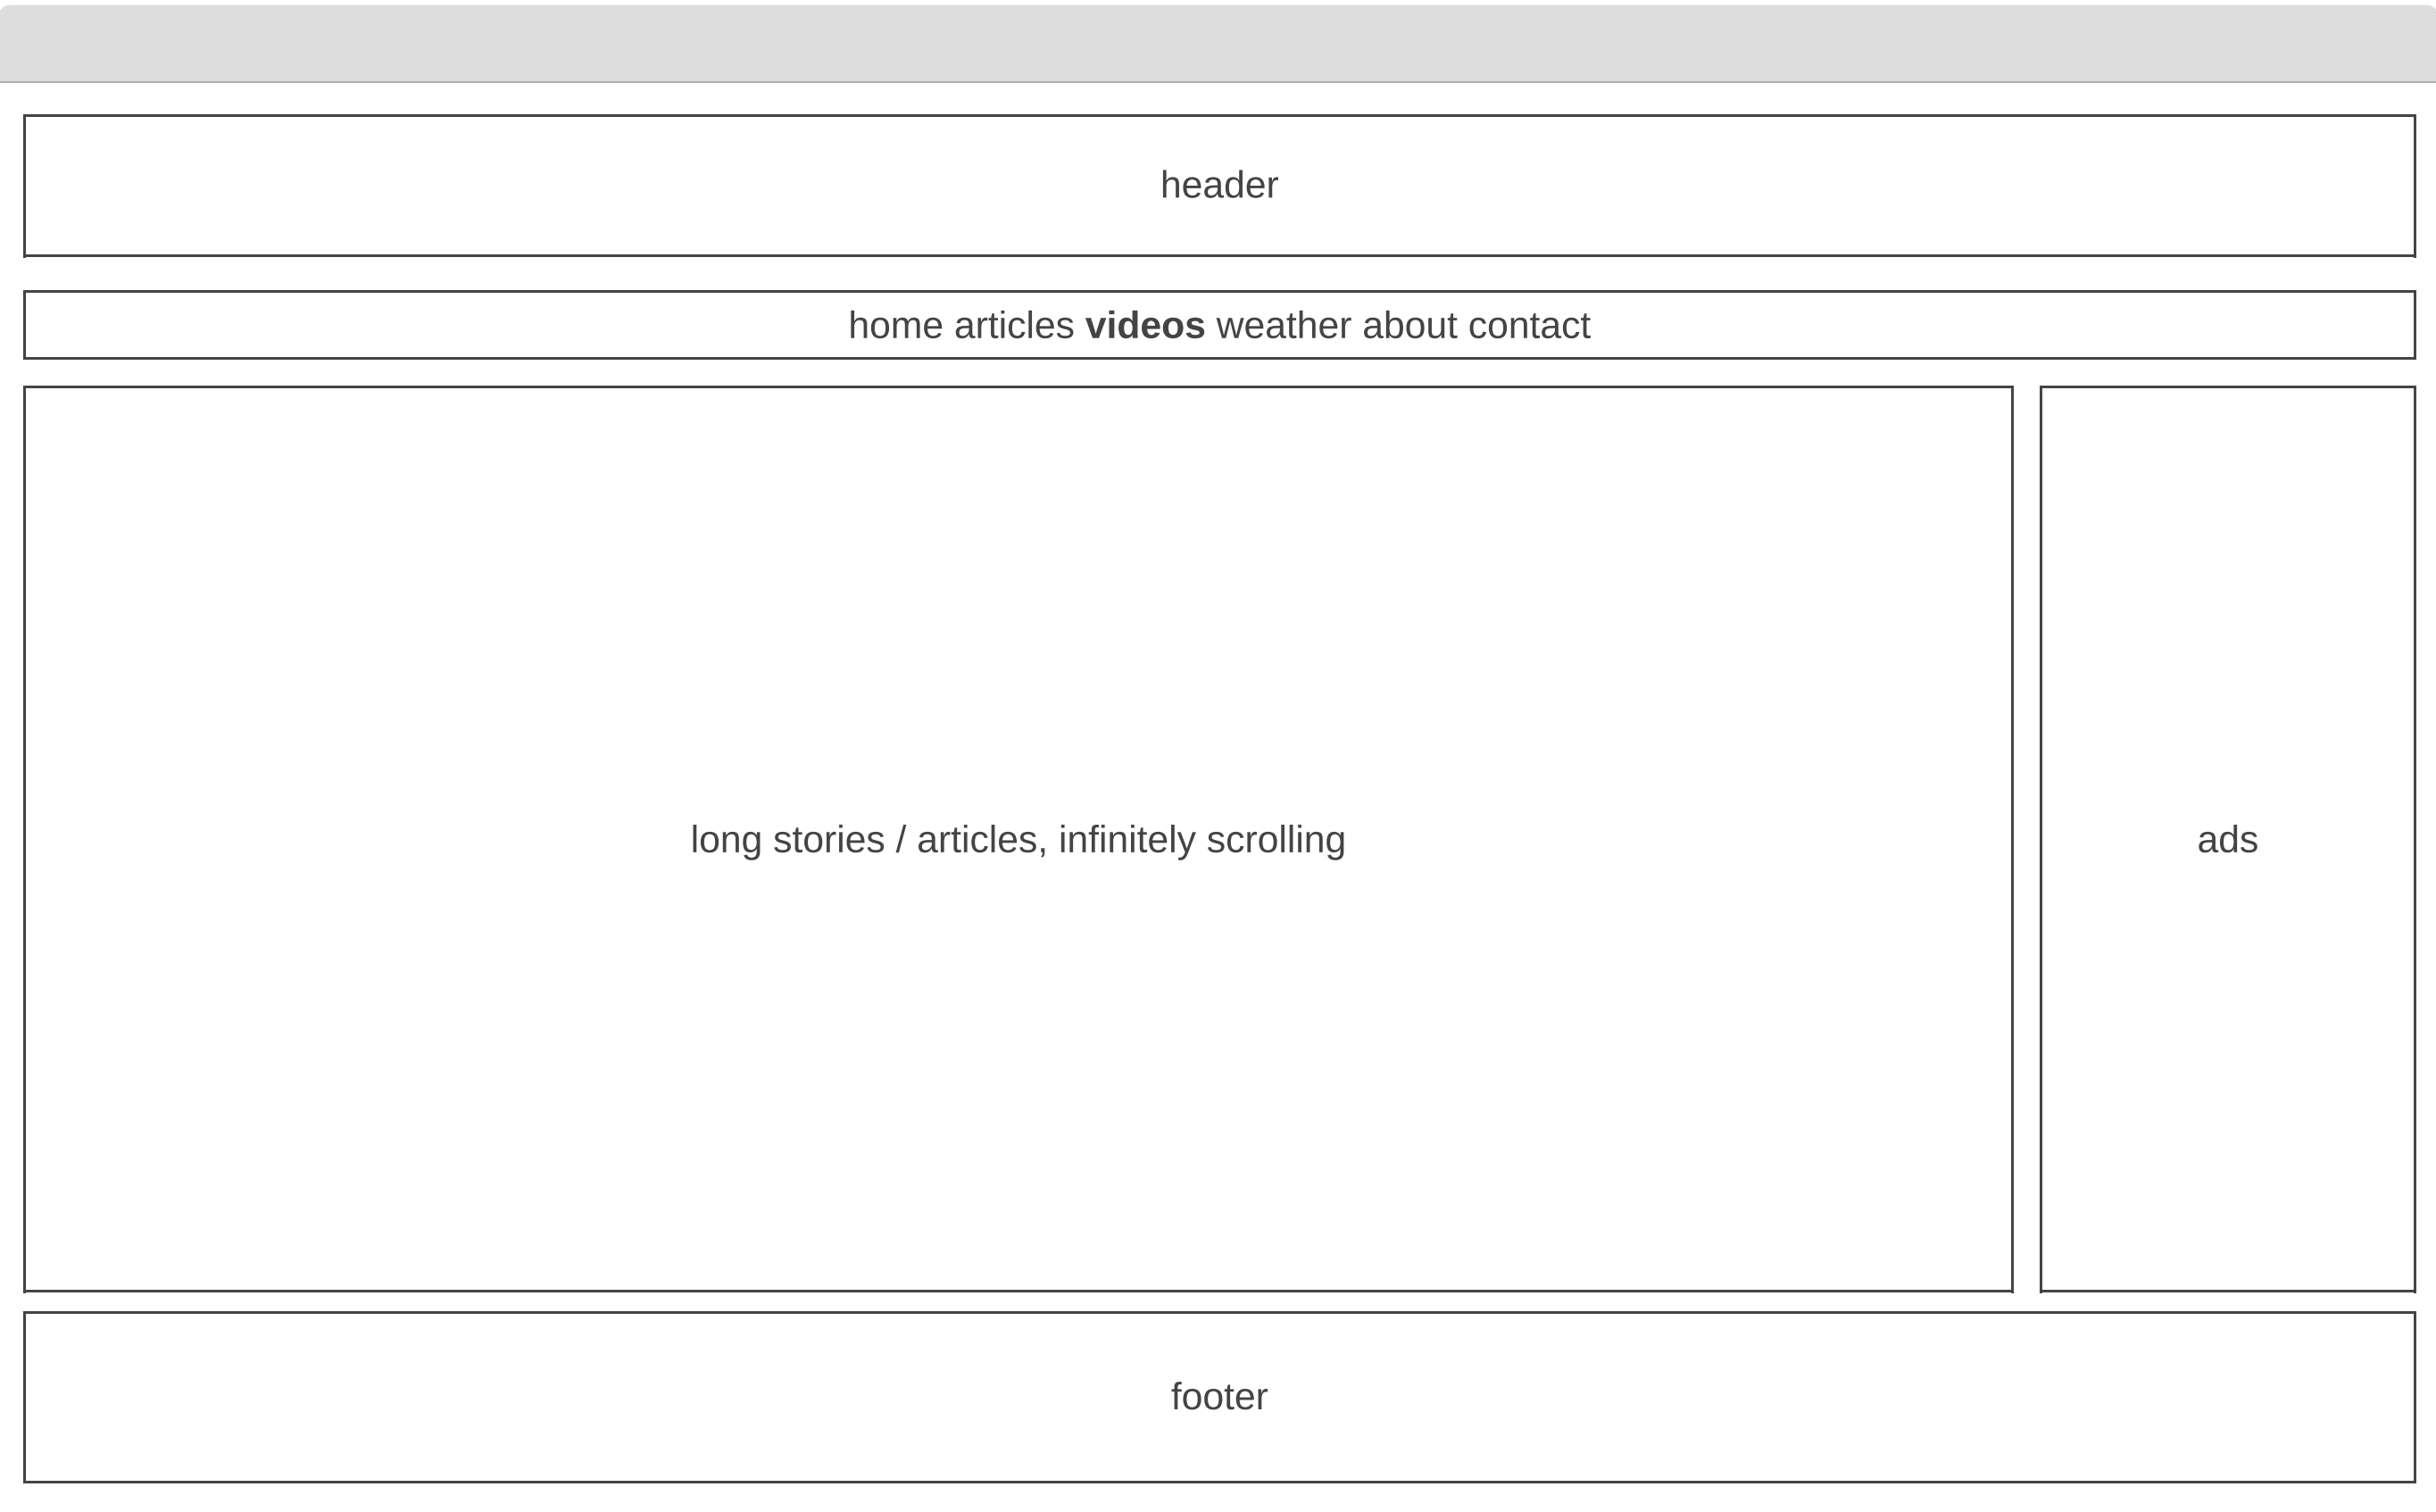 header
home articles videos weather about contact
long stories / articles, infinitely scrolling
ads
footer